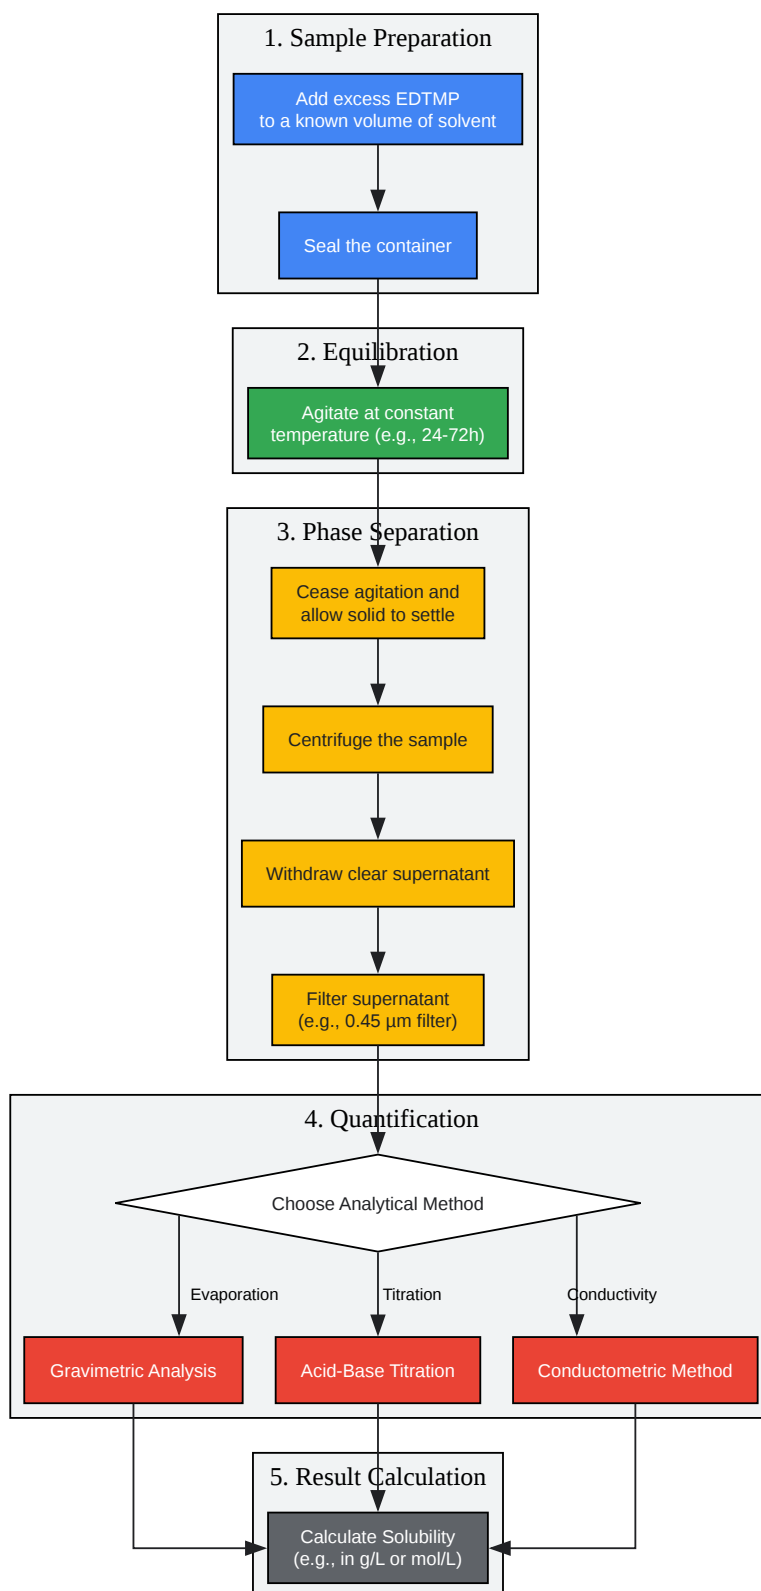 1. Sample Preparation
Add excess EDTMP
to a known volume of solvent
Seal the container
2. Equilibration
Agitate at constant
temperature (e.g., 24-72h)
3. Phase Separation
Cease agitation and
allow solid to settle
Centrifuge the sample
Withdraw clear supernatant
Filter supernatant
(e.g., 0.45 µm filter)
4. Quantification
Choose Analytical Method
Evaporation
Titration
Conductivity
Gravimetric Analysis
Acid-Base Titration
Conductometric Method
5. Result Calculation
Calculate Solubility
(e.g., in g/L or mol/L)